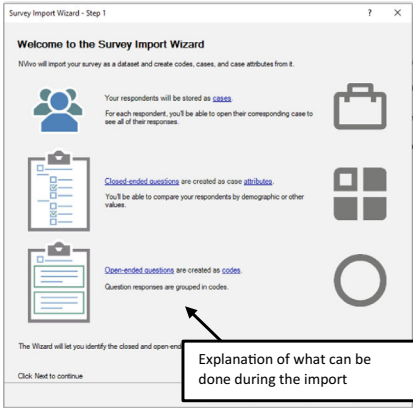 Survey Import Wizard - Step 1
? ×
Welcome to the Survey Import Wizard
NVivo will import your survey as a dataset and create codes, cases, and case attributes from it.
Your respondents will be stored as cases.
For each respondent, you'll be able to open their corresponding case to
see all of their responses.
Closed-ended questions are created as case attributes.
You'll be able to compare your respondents by demographic or other
values.
Open-ended questions are created as codes.
Question responses are grouped in codes.
The Wizard will let you identify the closed and open-end
Explanation of what can be
done during the import
Click Next to continue